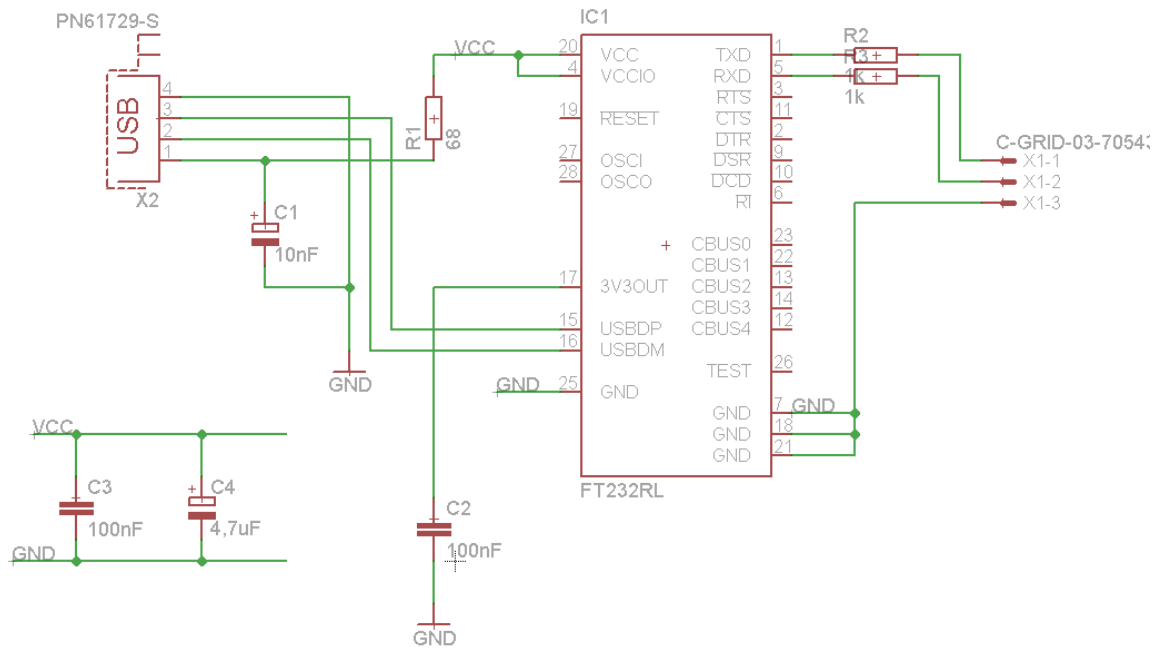 PN61729-S
USB
4
3
2
1
X2
C1
10nF
GND
VCC
R1
68
IC1
20 VCC
4 VCCIO
19 RESET
27 OSCI
28 OSCO
17 3V3OUT
15 USBDP
16 USBDM
GND 25 GND
TXD 1
RXD 5
RTS 3
CTS 11
DTR 2
DSR 9
DCD 10
RI 6
CBUS0 23
CBUS1 22
CBUS2 13
CBUS3 14
CBUS4 12
TEST 26
GND 7 GND
GND 18
GND 21
FT232RL
R2
R3
1k
1k
C-GRID-03-70543
X1-1
X1-2
X1-3
VCC
C3
100nF
C4
4,7uF
GND
C2
100nF
GND